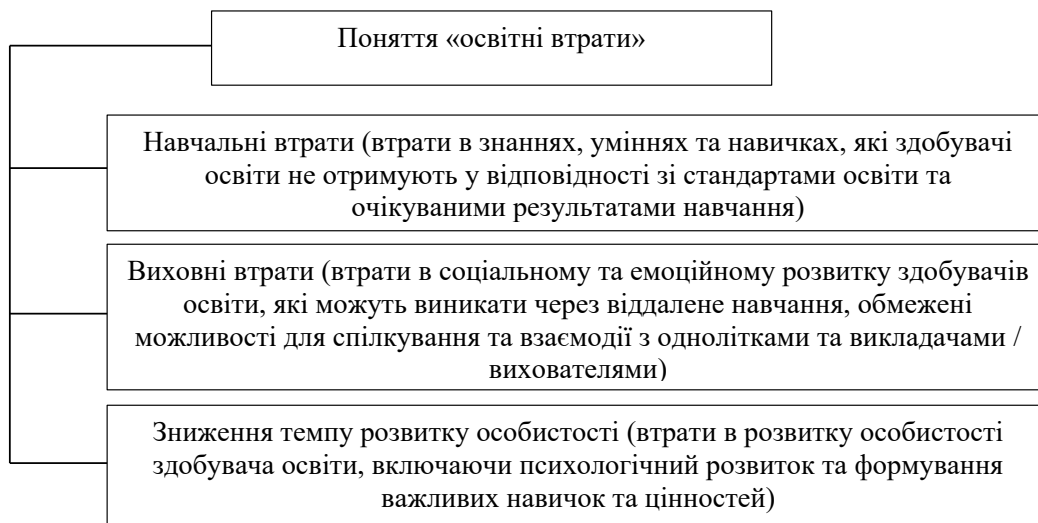 Поняття «освітні втрати»
Навчальні втрати (втрати в знаннях, уміннях та навичках, які здобувачі
освіти не отримують у відповідності зі стандартами освіти та
очікуваними результатами навчання)
Виховні втрати (втрати в соціальному та емоційному розвитку здобувачів
освіти, які можуть виникати через віддалене навчання, обмежені
можливості для спілкування та взаємодії з однолітками та викладачами /
вихователями)
Зниження темпу розвитку особистості (втрати в розвитку особистості
здобувача освіти, включаючи психологічний розвиток та формування
важливих навичок та цінностей)